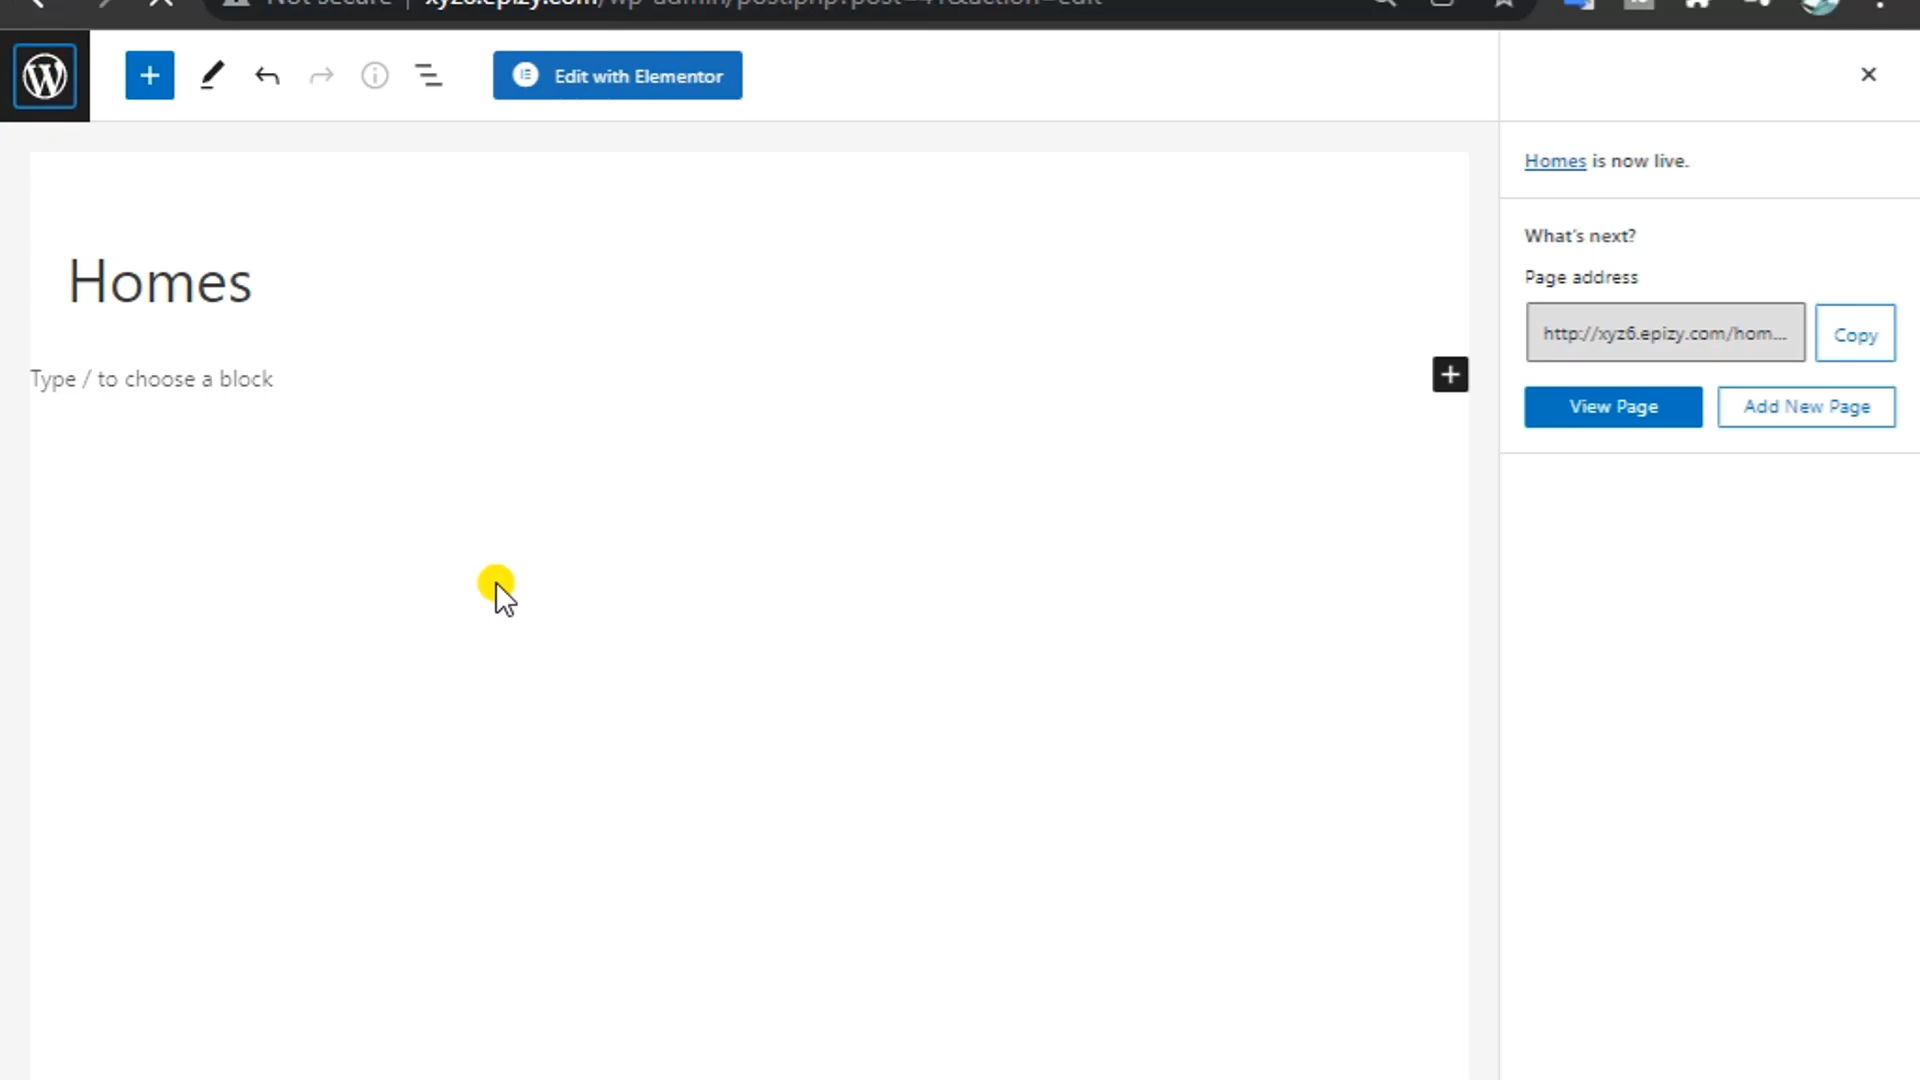 Not secure | xyz6.epizy.com/wp-admin/post.php?post=41&action=edit
Edit with Elementor
Homes is now live.
What's next?
Page address
http://xyz6.epizy.com/hom...
Copy
View Page
Add New Page
Homes
Type / to choose a block